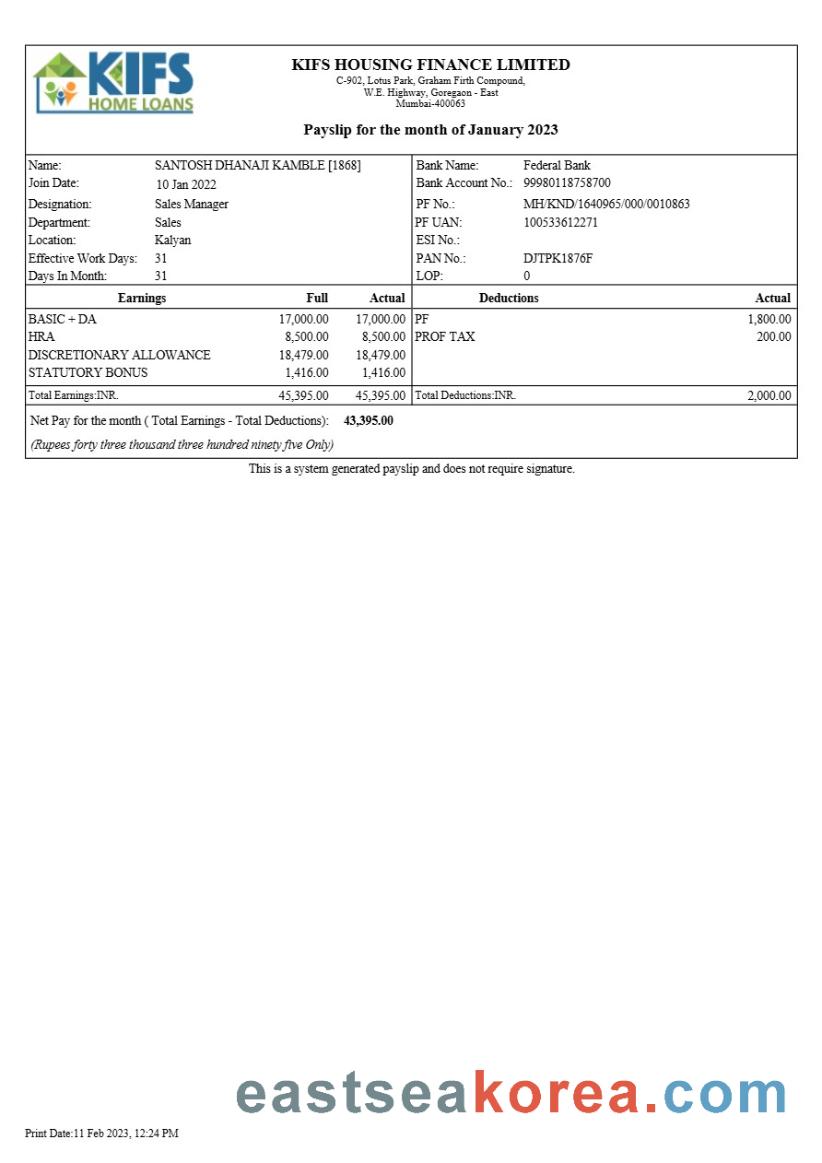 KIFS
HOME LOANS
KIFS HOUSING FINANCE LIMITED
C-902, Lotus Park, Graham Firth Compound,
W.E. Highway, Goregaon - East
Mumbai-400063
Payslip for the month of January 2023
Name: SANTOSH DHANAJI KAMBLE [1868] Bank Name: Federal Bank
Join Date: 10 Jan 2022 Bank Account No.: 99980118758700
Designation: Sales Manager PF No.: MH/KND/1640965/000/0010863
Department: Sales PF UAN: 100533612271
Location: Kalyan ESI No.:
Effective Work Days: 31 PAN No.: DJTPK1876F
Days In Month: 31 LOP: 0
Earnings Full Actual Deductions Actual
BASIC + DA 17,000.00 17,000.00 PF 1,800.00
HRA 8,500.00 8,500.00 PROF TAX 200.00
DISCRETIONARY ALLOWANCE 18,479.00 18,479.00
STATUTORY BONUS 1,416.00 1,416.00
Total Earnings:INR. 45,395.00 45,395.00 Total Deductions:INR. 2,000.00
Net Pay for the month ( Total Earnings - Total Deductions): 43,395.00
(Rupees forty three thousand three hundred ninety five Only)
This is a system generated payslip and does not require signature.
eastseakorea.com
Print Date:11 Feb 2023, 12:24 PM